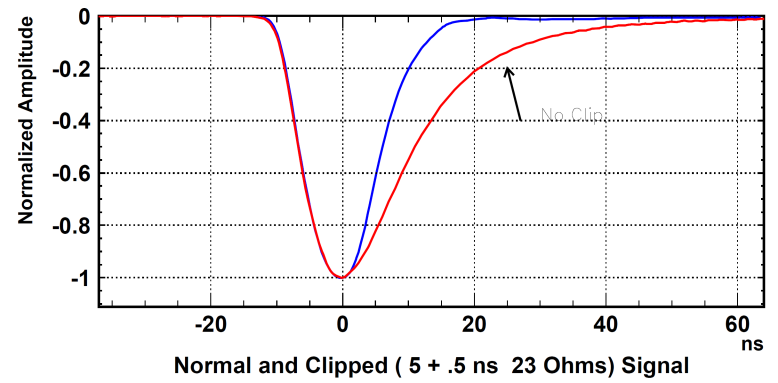 Normalized Amplitude
0
-0.2
-0.4
-0.6
-0.8
-1
No Clip
-20 0 20 40 60
ns
Normal and Clipped ( 5 + .5 ns 23 Ohms) Signal